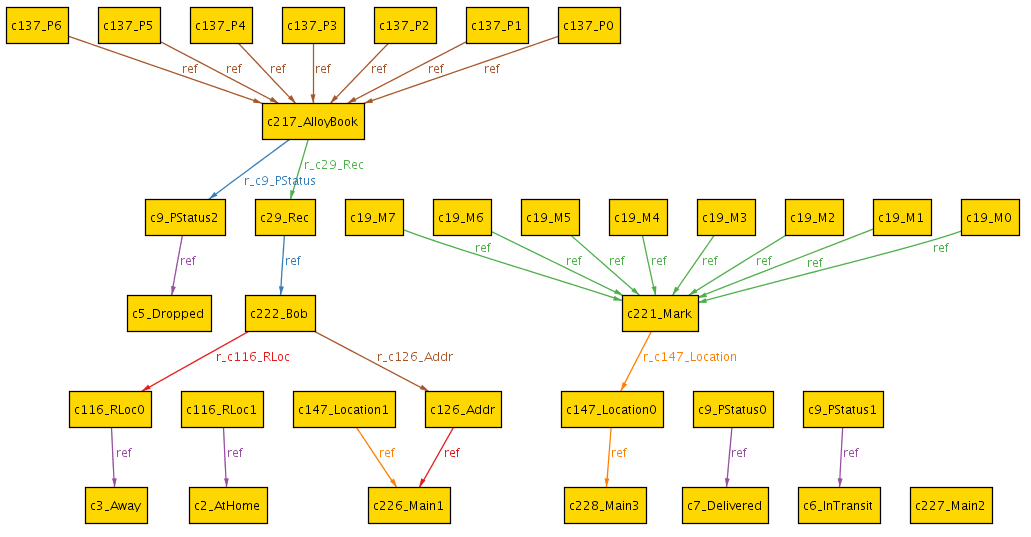 c137_P6 c137_P5 c137_P4 c137_P3 c137_P2 c137_P1 c137_P0
ref ref ref ref ref ref ref
c217_AlloyBook
r_c29_Rec
r_c9_PStatus
c9_PStatus2 c29_Rec c19_M7 c19_M6 c19_M5 c19_M4 c19_M3 c19_M2 c19_M1 c19_M0
ref ref ref ref ref ref ref ref ref ref
c5_Dropped c222_Bob c221_Mark
r_c116_RLoc r_c126_Addr r_c147_Location
c116_RLoc0 c116_RLoc1 c147_Location1 c126_Addr c147_Location0 c9_PStatus0 c9_PStatus1
ref ref ref ref ref ref ref
c3_Away c2_AtHome c226_Main1 c228_Main3 c7_Delivered c6_InTransit c227_Main2